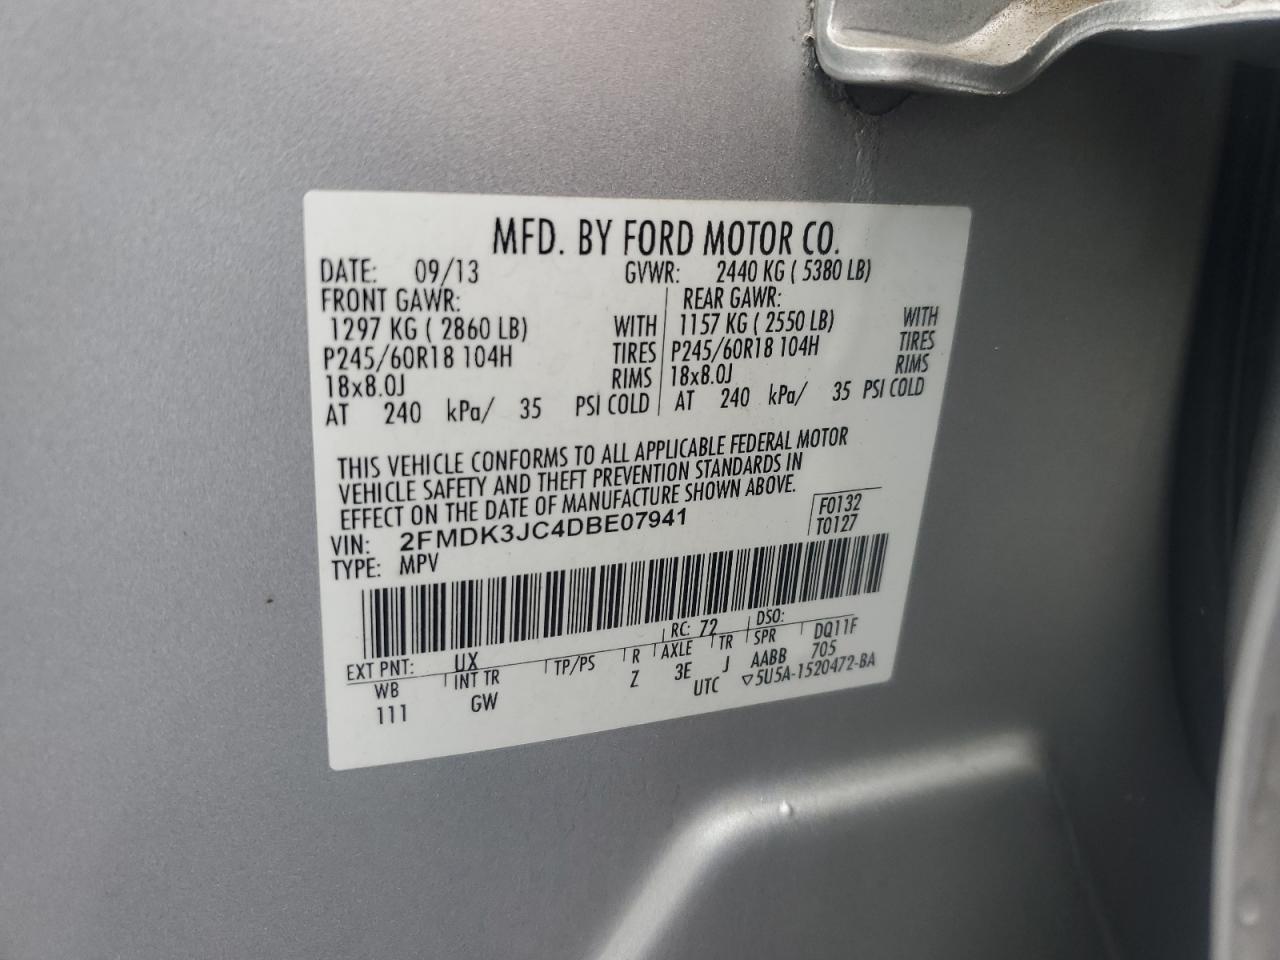 MFD. BY FORD MOTOR CO.
DATE: 09/13 GVWR: 2440 KG ( 5380 LB)
FRONT GAWR: REAR GAWR:
1297 KG ( 2860 LB) WITH 1157 KG ( 2550 LB) WITH
P245/60R18 104H TIRES P245/60R18 104H TIRES
18x8.0J RIMS 18x8.0J RIMS
AT 240 kPa/ 35 PSI COLD AT 240 kPa/ 35 PSI COLD
THIS VEHICLE CONFORMS TO ALL APPLICABLE FEDERAL MOTOR
VEHICLE SAFETY AND THEFT PREVENTION STANDARDS IN
EFFECT ON THE DATE OF MANUFACTURE SHOWN ABOVE.
VIN: 2FMDK3JC4DBE07941 F0132
TYPE: MPV T0127
EXT PNT: UX RC: 72 DSO:
WB INT TR TP/PS R AXLE TR SPR DQ11F
111 GW Z 3E J AABB 705
UTC ▽5U5A-1520472-BA